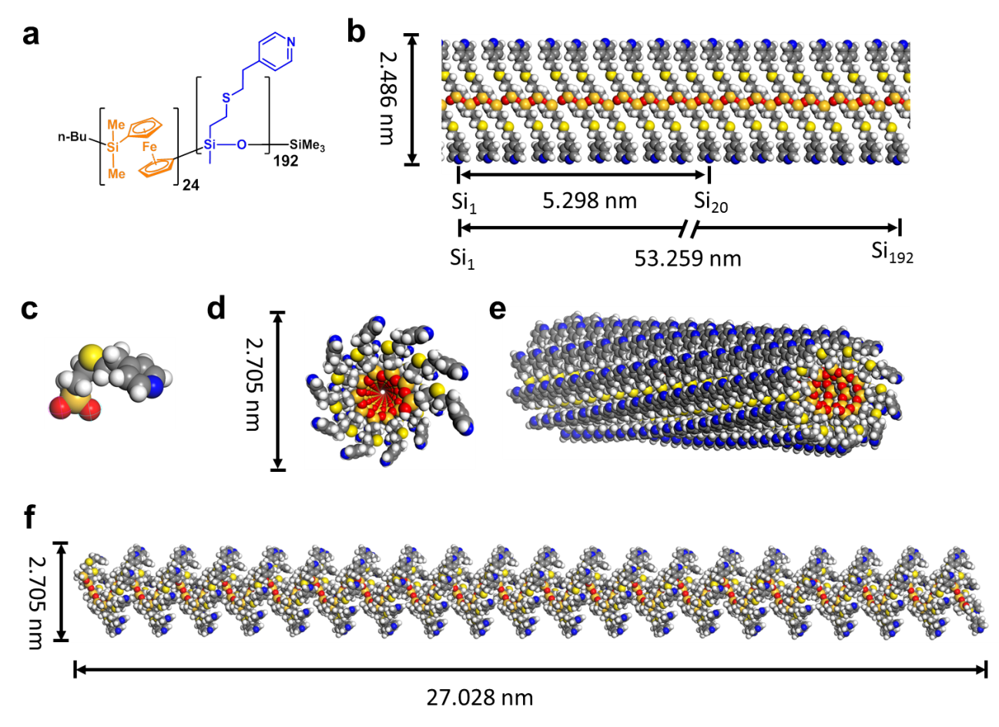 a
N
S
Me
n-Bu
Si
Fe
Me
24
Si
O
SiMe3
192
b
2.486 nm
Si1
5.298 nm
Si20
Si1
53.259 nm
Si192
c
d
2.705 nm
e
f
2.705 nm
27.028 nm